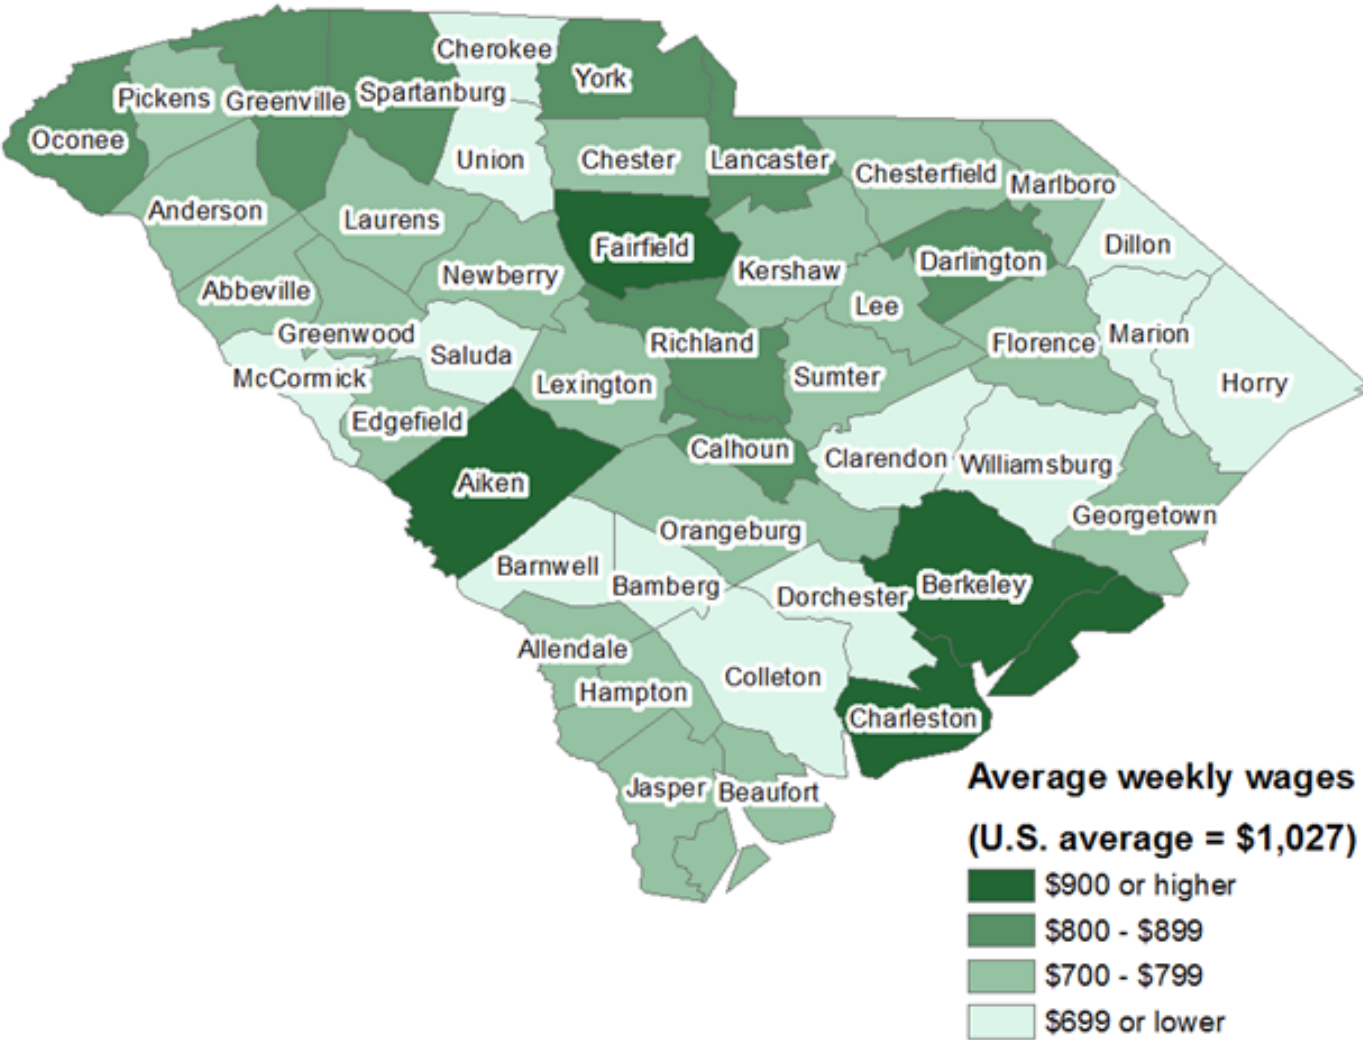 Cherokee
York
Pickens
Greenville
Spartanburg
Oconee
Union
Chester
Lancaster
Chesterfield
Marlboro
Anderson
Laurens
Fairfield
Dillon
Darlington
Kershaw
Newberry
Abbeville
Lee
Greenwood
Richland
Florence
Marion
Saluda
McCormick
Lexington
Sumter
Horry
Edgefield
Calhoun
Clarendon
Williamsburg
Aiken
Georgetown
Orangeburg
Barnwell
Bamberg
Dorchester
Berkeley
Allendale
Colleton
Hampton
Charleston
Jasper
Beaufort
Average weekly wages
(U.S. average = $1,027)
$900 or higher
$800 - $899
$700 - $799
$699 or lower